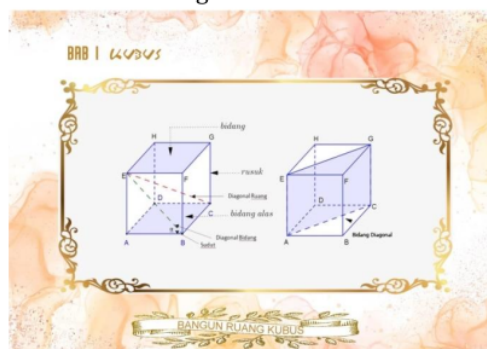 BAB I KUBUS
bidang
H G
H G
rusuk
E F
E F
Diagonal Ruang
D
D
bidang alas
C
C
Diagonal Bidang
Bidang Diagonal
A B
A B
Sudut
BANGUN RUANG KUBUS